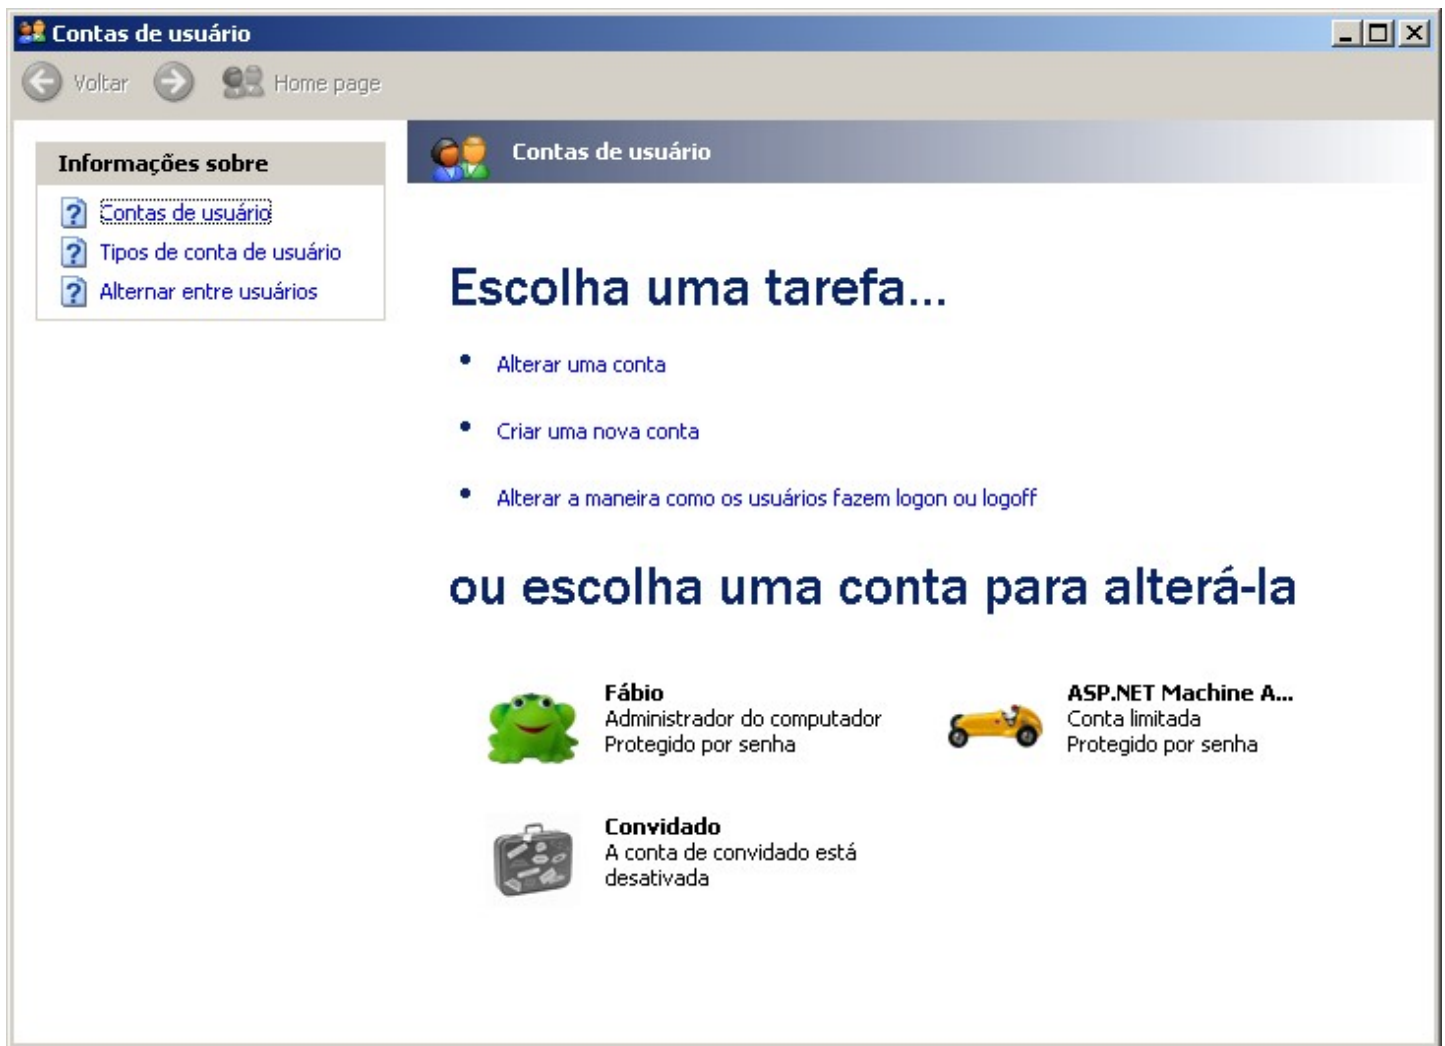 Contas de usuário
Voltar
Home page
Informações sobre
Contas de usuário
Tipos de conta de usuário
Alternar entre usuários
Contas de usuário
Escolha uma tarefa...
• Alterar uma conta
• Criar uma nova conta
• Alterar a maneira como os usuários fazem logon ou logoff
ou escolha uma conta para alterá-la
Fábio
Administrador do computador
Protegido por senha
ASP.NET Machine A...
Conta limitada
Protegido por senha
Convidado
A conta de convidado está
desativada